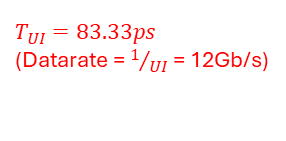 T_UI = 83.33ps
(Datarate = 1/UI = 12Gb/s)